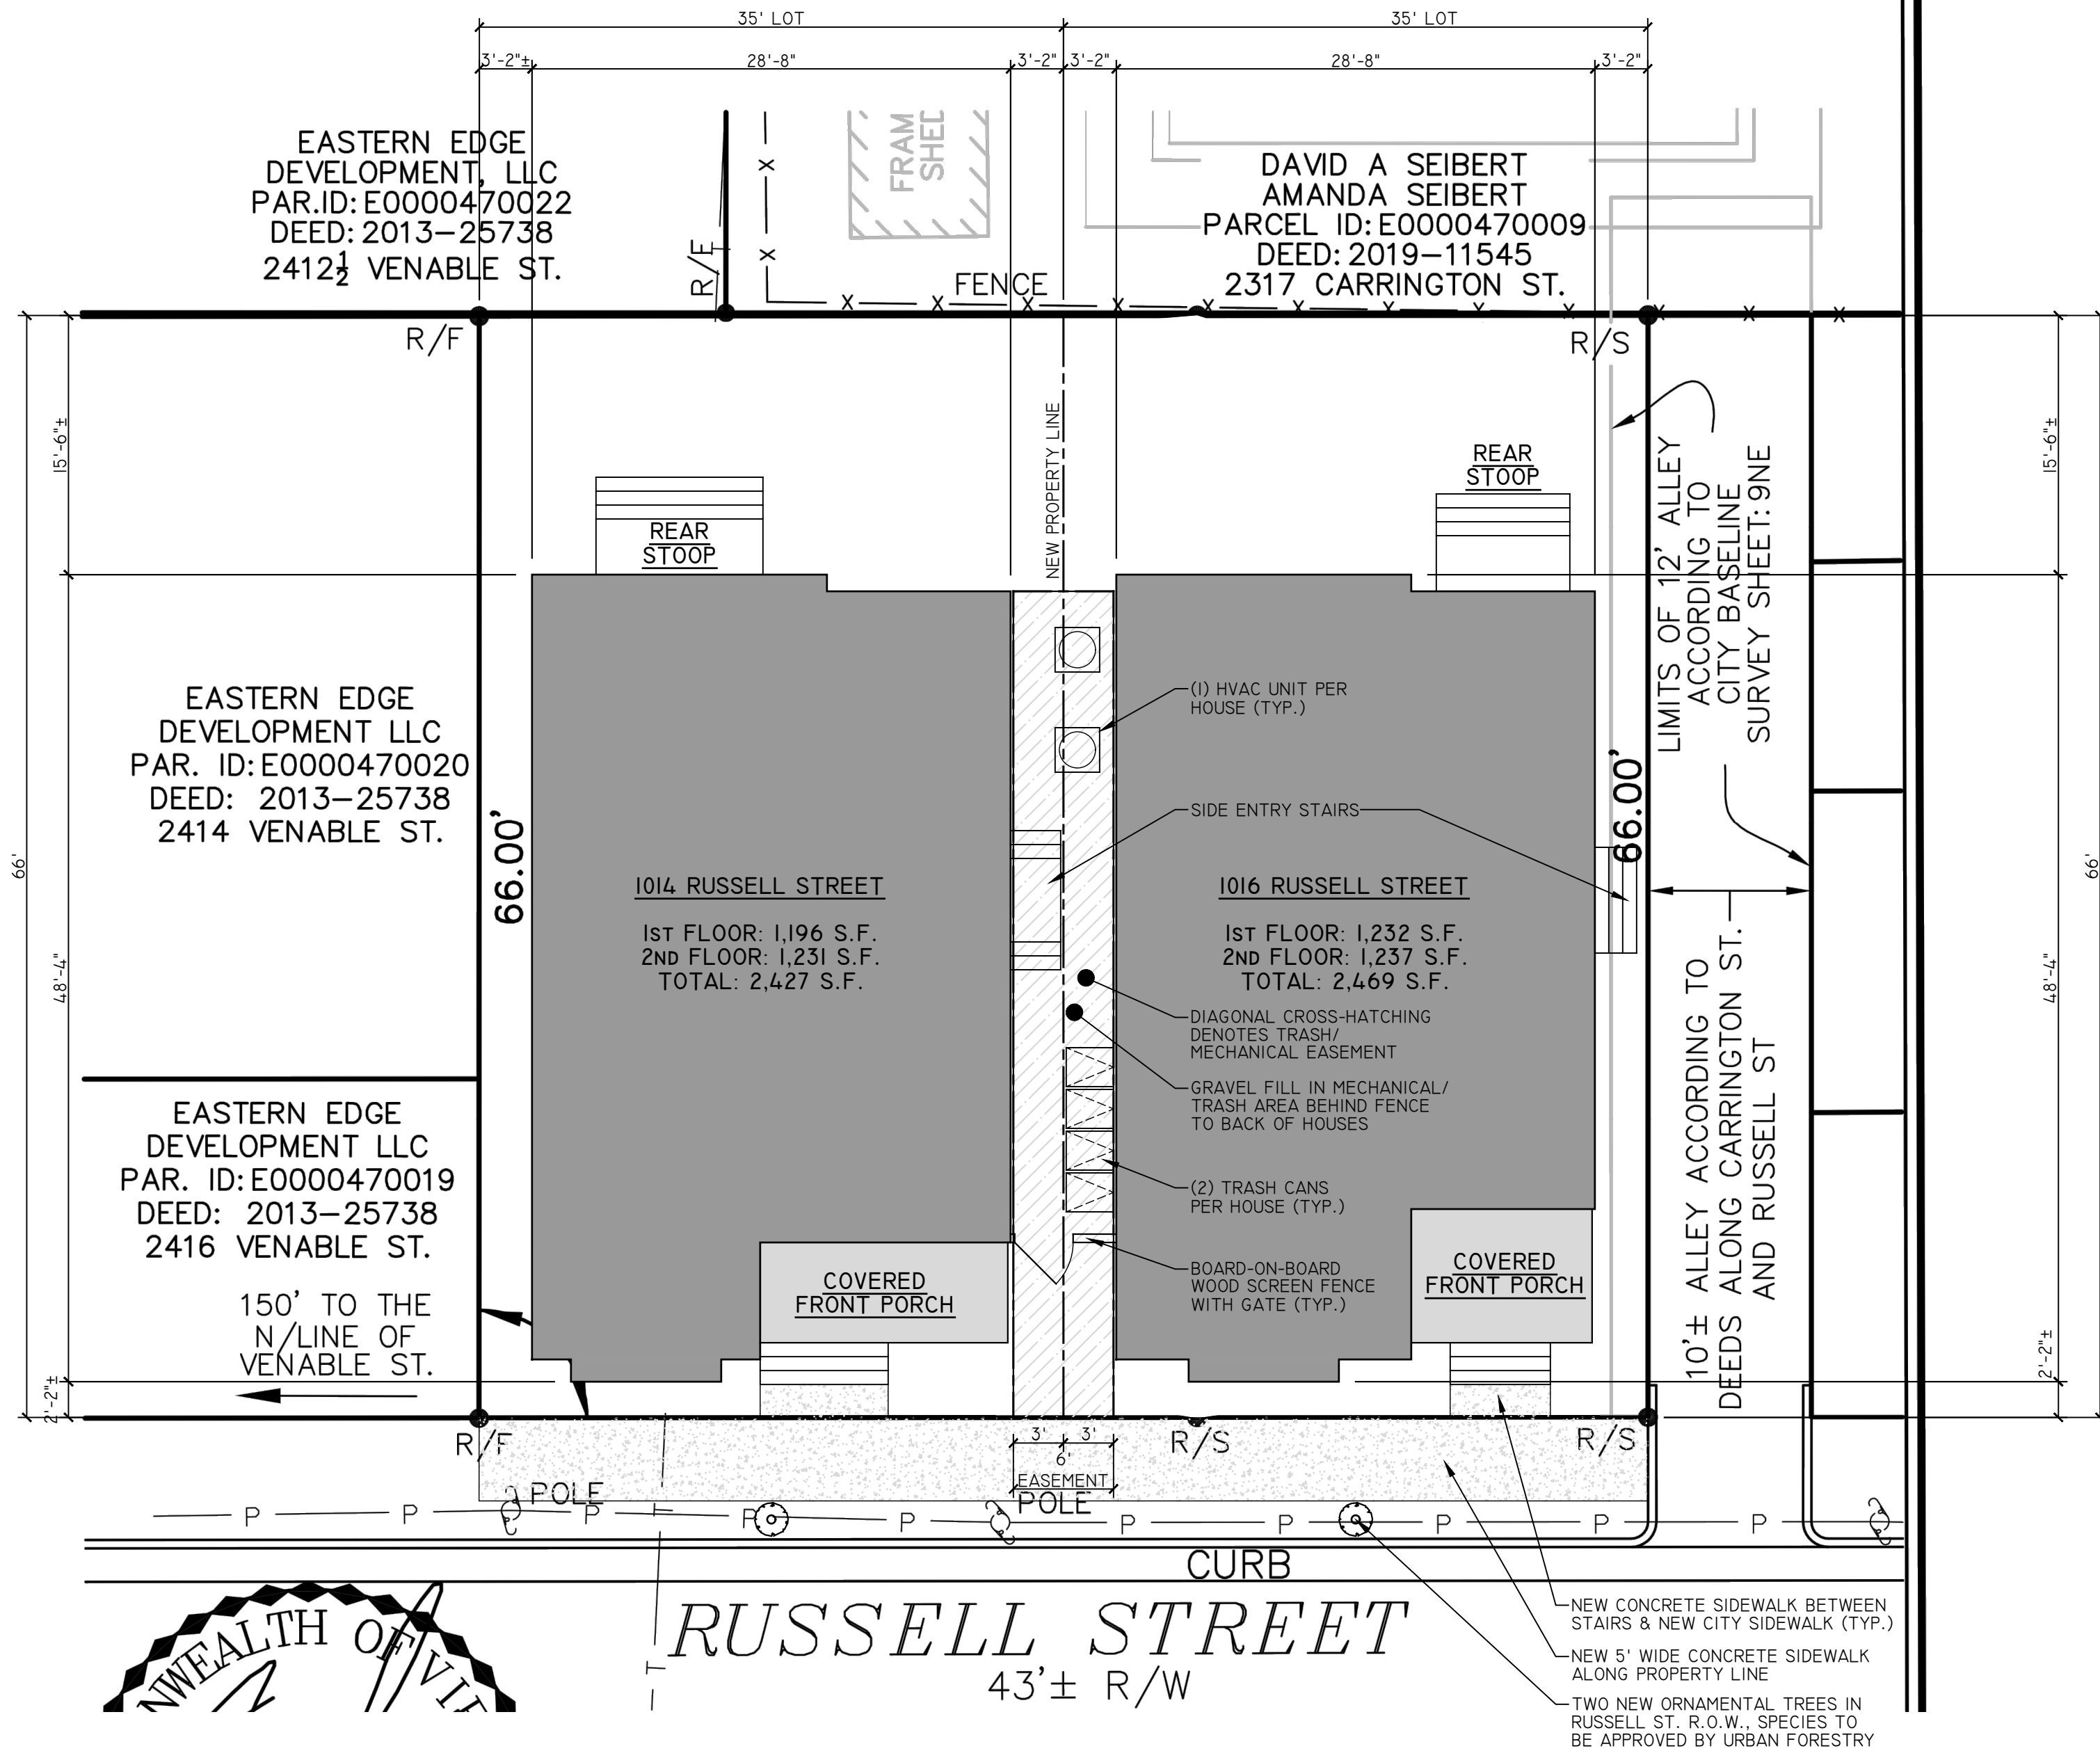 35' LOT
35' LOT
3'-2"±
28'-8"
3'-2"
3'-2"
28'-8"
3'-2"
EASTERN EDGE
DEVELOPMENT, LLC
PAR.ID: E0000470022
DEED: 2013-25738
2412½ VENABLE ST.
R/F
FRAM
SHED
DAVID A SEIBERT
AMANDA SEIBERT
PARCEL ID: E0000470009
DEED: 2019-11545
2317 CARRINGTON ST.
FENCE
X
X
X
X
X
X
X
X
X
X
X
X
X
X
R/F
R/S
15'-6"±
15'-6"±
NEW PROPERTY LINE
REAR
STOOP
REAR
STOOP
LIMITS OF 12' ALLEY
ACCORDING TO
CITY BASELINE
SURVEY SHEET: 9NE
EASTERN EDGE
DEVELOPMENT LLC
PAR. ID: E0000470020
DEED: 2013-25738
2414 VENABLE ST.
(1) HVAC UNIT PER
HOUSE (TYP.)
SIDE ENTRY STAIRS
66'
66.00'
66.00'
66'
1014 RUSSELL STREET
1ST FLOOR: 1,196 S.F.
2ND FLOOR: 1,231 S.F.
TOTAL: 2,427 S.F.
1016 RUSSELL STREET
1ST FLOOR: 1,232 S.F.
2ND FLOOR: 1,237 S.F.
TOTAL: 2,469 S.F.
48'-4"
48'-4"
DIAGONAL CROSS-HATCHING
DENOTES TRASH/
MECHANICAL EASEMENT
GRAVEL FILL IN MECHANICAL/
TRASH AREA BEHIND FENCE
TO BACK OF HOUSES
(2) TRASH CANS
PER HOUSE (TYP.)
BOARD-ON-BOARD
WOOD SCREEN FENCE
WITH GATE (TYP.)
10'± ALLEY ACCORDING TO
DEEDS ALONG CARRINGTON ST.
AND RUSSELL ST
EASTERN EDGE
DEVELOPMENT LLC
PAR. ID: E0000470019
DEED: 2013-25738
2416 VENABLE ST.
150' TO THE
N/LINE OF
VENABLE ST.
COVERED
FRONT PORCH
COVERED
FRONT PORCH
2'-2"±
2'-2"±
R/F
3'
3'
6'
EASEMENT
R/S
R/S
POLE
POLE
P
P
P
P
P
P
P
P
P
P
CURB
RUSSELL STREET
43'± R/W
T
T
NWEALTH OF VI
NEW CONCRETE SIDEWALK BETWEEN
STAIRS & NEW CITY SIDEWALK (TYP.)
NEW 5' WIDE CONCRETE SIDEWALK
ALONG PROPERTY LINE
TWO NEW ORNAMENTAL TREES IN
RUSSELL ST. R.O.W., SPECIES TO
BE APPROVED BY URBAN FORESTRY